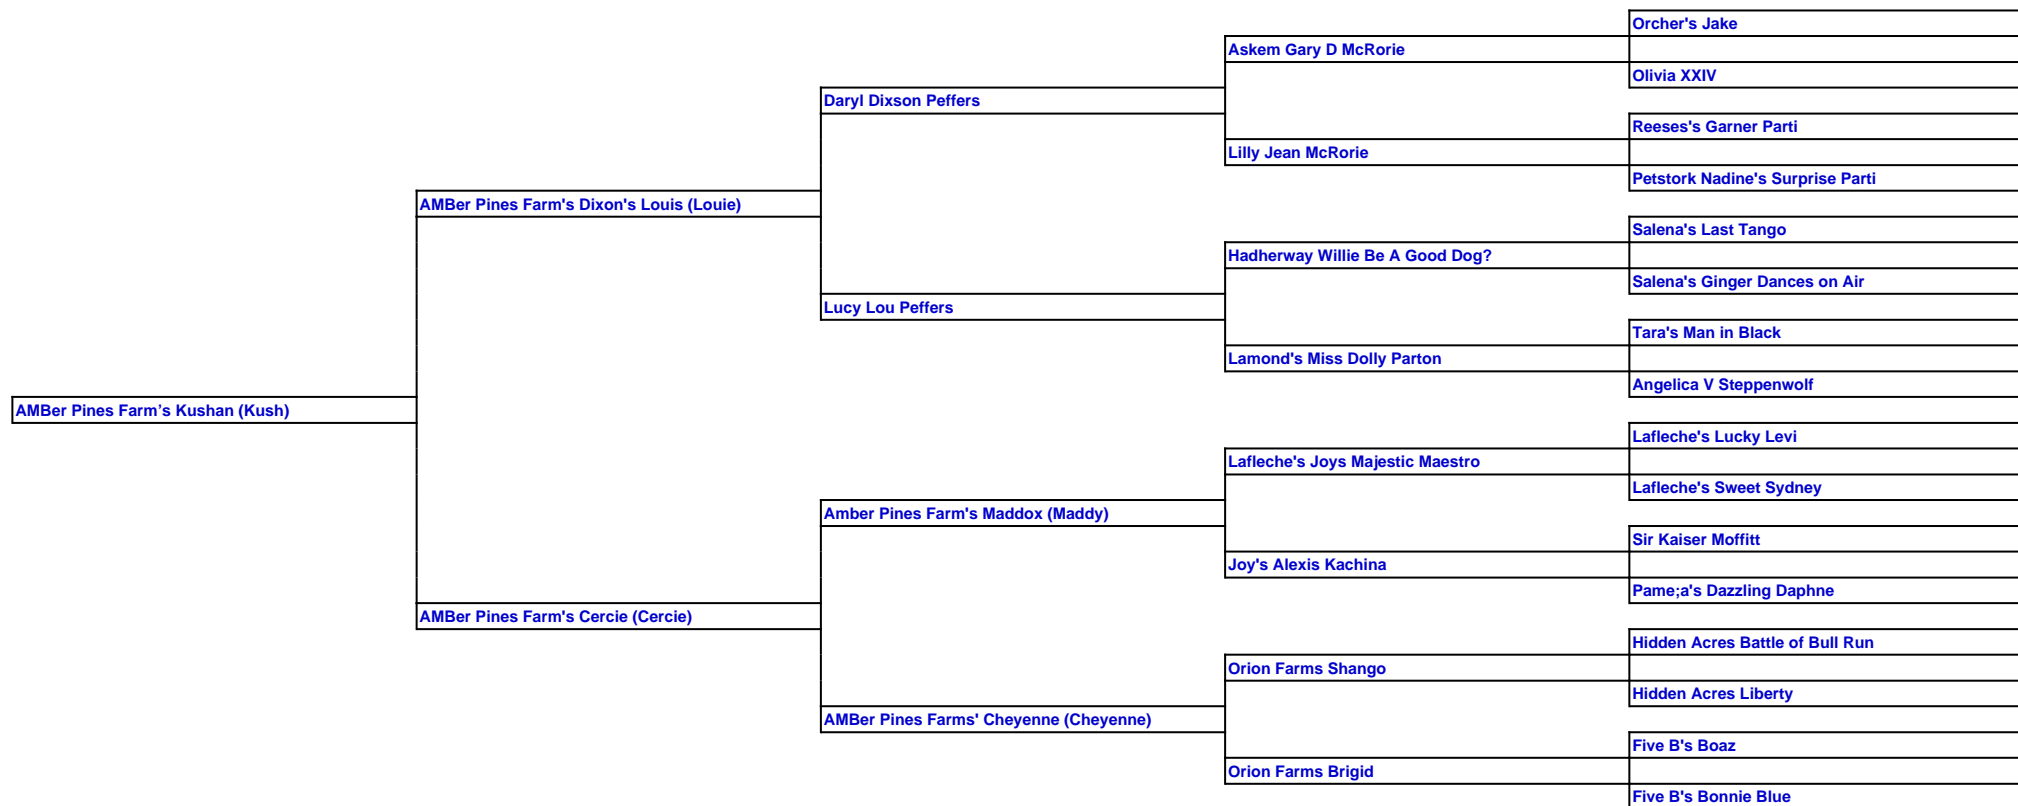 Orcher's Jake
Askem Gary D McRorie
Olivia XXIV
Daryl Dixson Peffers
Reeses's Garner Parti
Lilly Jean McRorie
Petstork Nadine's Surprise Parti
AMBer Pines Farm's Dixon's Louis (Louie)
Salena's Last Tango
Hadherway Willie Be A Good Dog?
Salena's Ginger Dances on Air
Lucy Lou Peffers
Tara's Man in Black
Lamond's Miss Dolly Parton
Angelica V Steppenwolf
AMBer Pines Farm’s Kushan (Kush)
Lafleche's Lucky Levi
Lafleche's Joys Majestic Maestro
Lafleche's Sweet Sydney
Amber Pines Farm's Maddox (Maddy)
Sir Kaiser Moffitt
Joy's Alexis Kachina
Pame;a's Dazzling Daphne
AMBer Pines Farm's Cercie (Cercie)
Hidden Acres Battle of Bull Run
Orion Farms Shango
Hidden Acres Liberty
AMBer Pines Farms' Cheyenne (Cheyenne)
Five B's Boaz
Orion Farms Brigid
Five B's Bonnie Blue